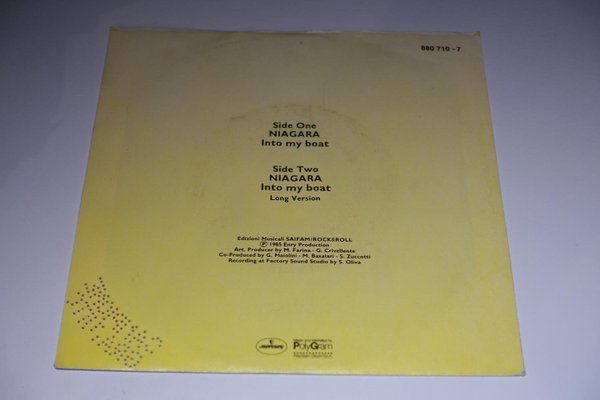 880 710 - 7
Side One
NIAGARA
Into my boat
Side Two
NIAGARA
Into my boat
Long Version
Edizioni Musicali SAIFAM/ROCK&ROLL
Ⓟ 1985 Enry Production
Art. Producer by M. Farina - G. Crivellente
Co-Produced by G. Maiolini - M. Baxalari - S. Zuccotti
Recording at Factory Sound Studio by S. Oliva
mercury
PolyGram